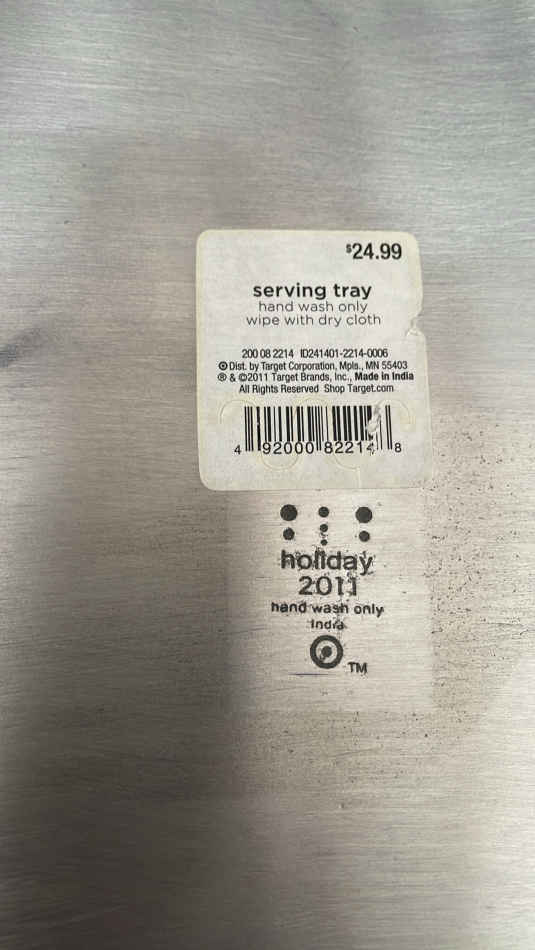 $24.99
serving tray
hand wash only
wipe with dry cloth
200 08 2214 ID241401-2214-0006
Dist. by Target Corporation, Mpls., MN 55403
® & ©2011 Target Brands, Inc., Made in India
All Rights Reserved Shop Target.com
4 92000 82214 8
holiday
2011
hand wash only
India
TM